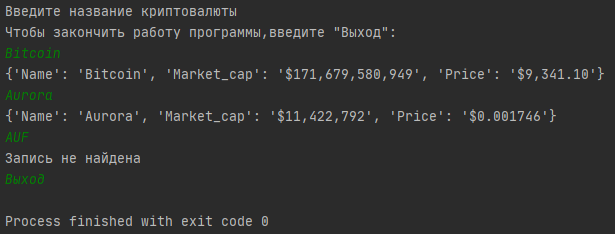 Введите название криптовалюты
Чтобы закончить работу программы,введите "Выход":
Bitcoin
{'Name': 'Bitcoin', 'Market_cap': '$171,679,580,949', 'Price': '$9,341.10'}
Aurora
{'Name': 'Aurora', 'Market_cap': '$11,422,792', 'Price': '$0.001746'}
AUF
Запись не найдена
Выход
Process finished with exit code 0